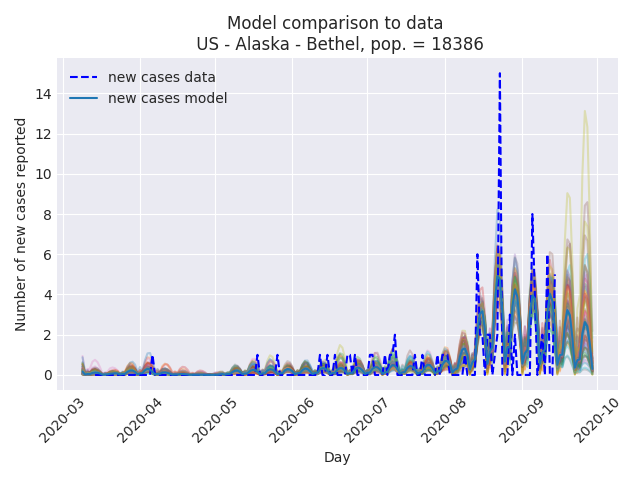 Model comparison to data
US - Alaska - Bethel, pop. = 18386
new cases data
new cases model
Number of new cases reported
14
12
10
8
6
4
2
0
2020-03
2020-04
2020-05
2020-06
2020-07
2020-08
2020-09
2020-10
Day